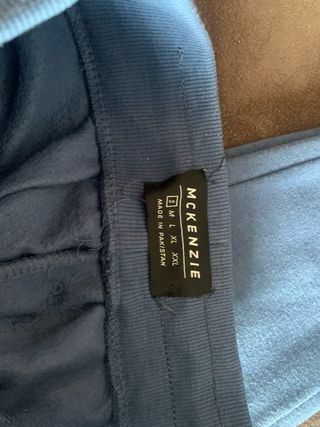 MCKENZIE
S M L XL XXL
MADE IN PAKISTAN